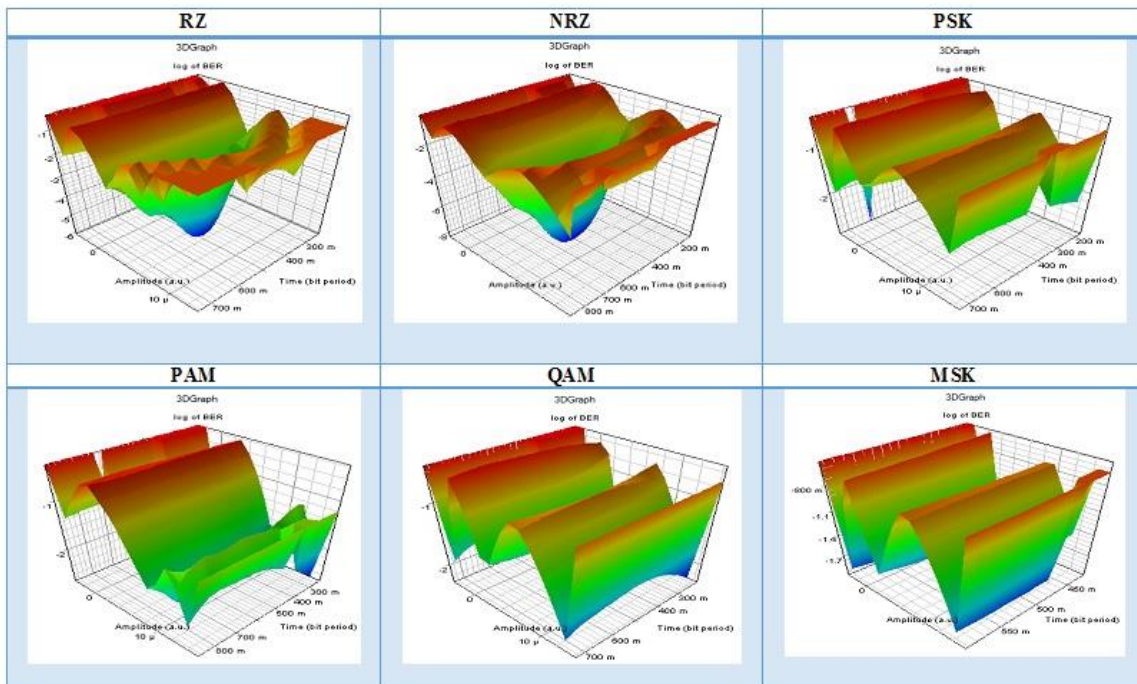 RZ
3DGraph
log of BER
-1
-2
-3
-4
-5
-6
0
Amplitude (a.u.)
10 µ
300 m
400 m
Time (bit period)
600 m
700 m
NRZ
3DGraph
log of BER
-2
-4
-6
0
Amplitude (a.u.)
200 m
400 m
600 m
Time (bit period)
700 m
800 m
PSK
3DGraph
log of BER
-1
-2
0
Amplitude (a.u.)
10 µ
200 m
300 m
400 m
Time (bit period)
600 m
700 m
PAM
3DGraph
log of BER
-1
-2
0
Amplitude (a.u.)
10 µ
300 m
400 m
500 m
Time (bit period)
700 m
800 m
QAM
3DGraph
log of BER
-1
-2
0
Amplitude (a.u.)
10 µ
300 m
400 m
Time (bit period)
600 m
700 m
MSK
3DGraph
log of BER
-800 m
-1.1
-1.4
-1.7
0
Amplitude (a.u.)
450 m
500 m
Time (bit period)
550 m